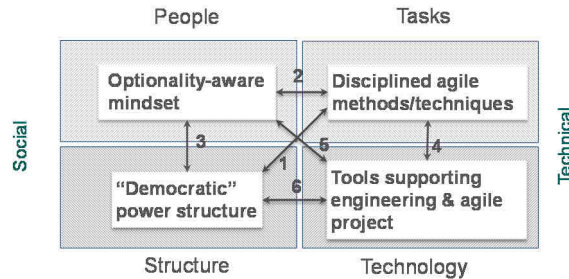 People
Tasks
Optionality-aware
mindset
2
Disciplined agile
methods/techniques
Social
3
5
1
4
Technical
"Democratic"
power structure
6
Tools supporting
engineering & agile
project
Structure
Technology